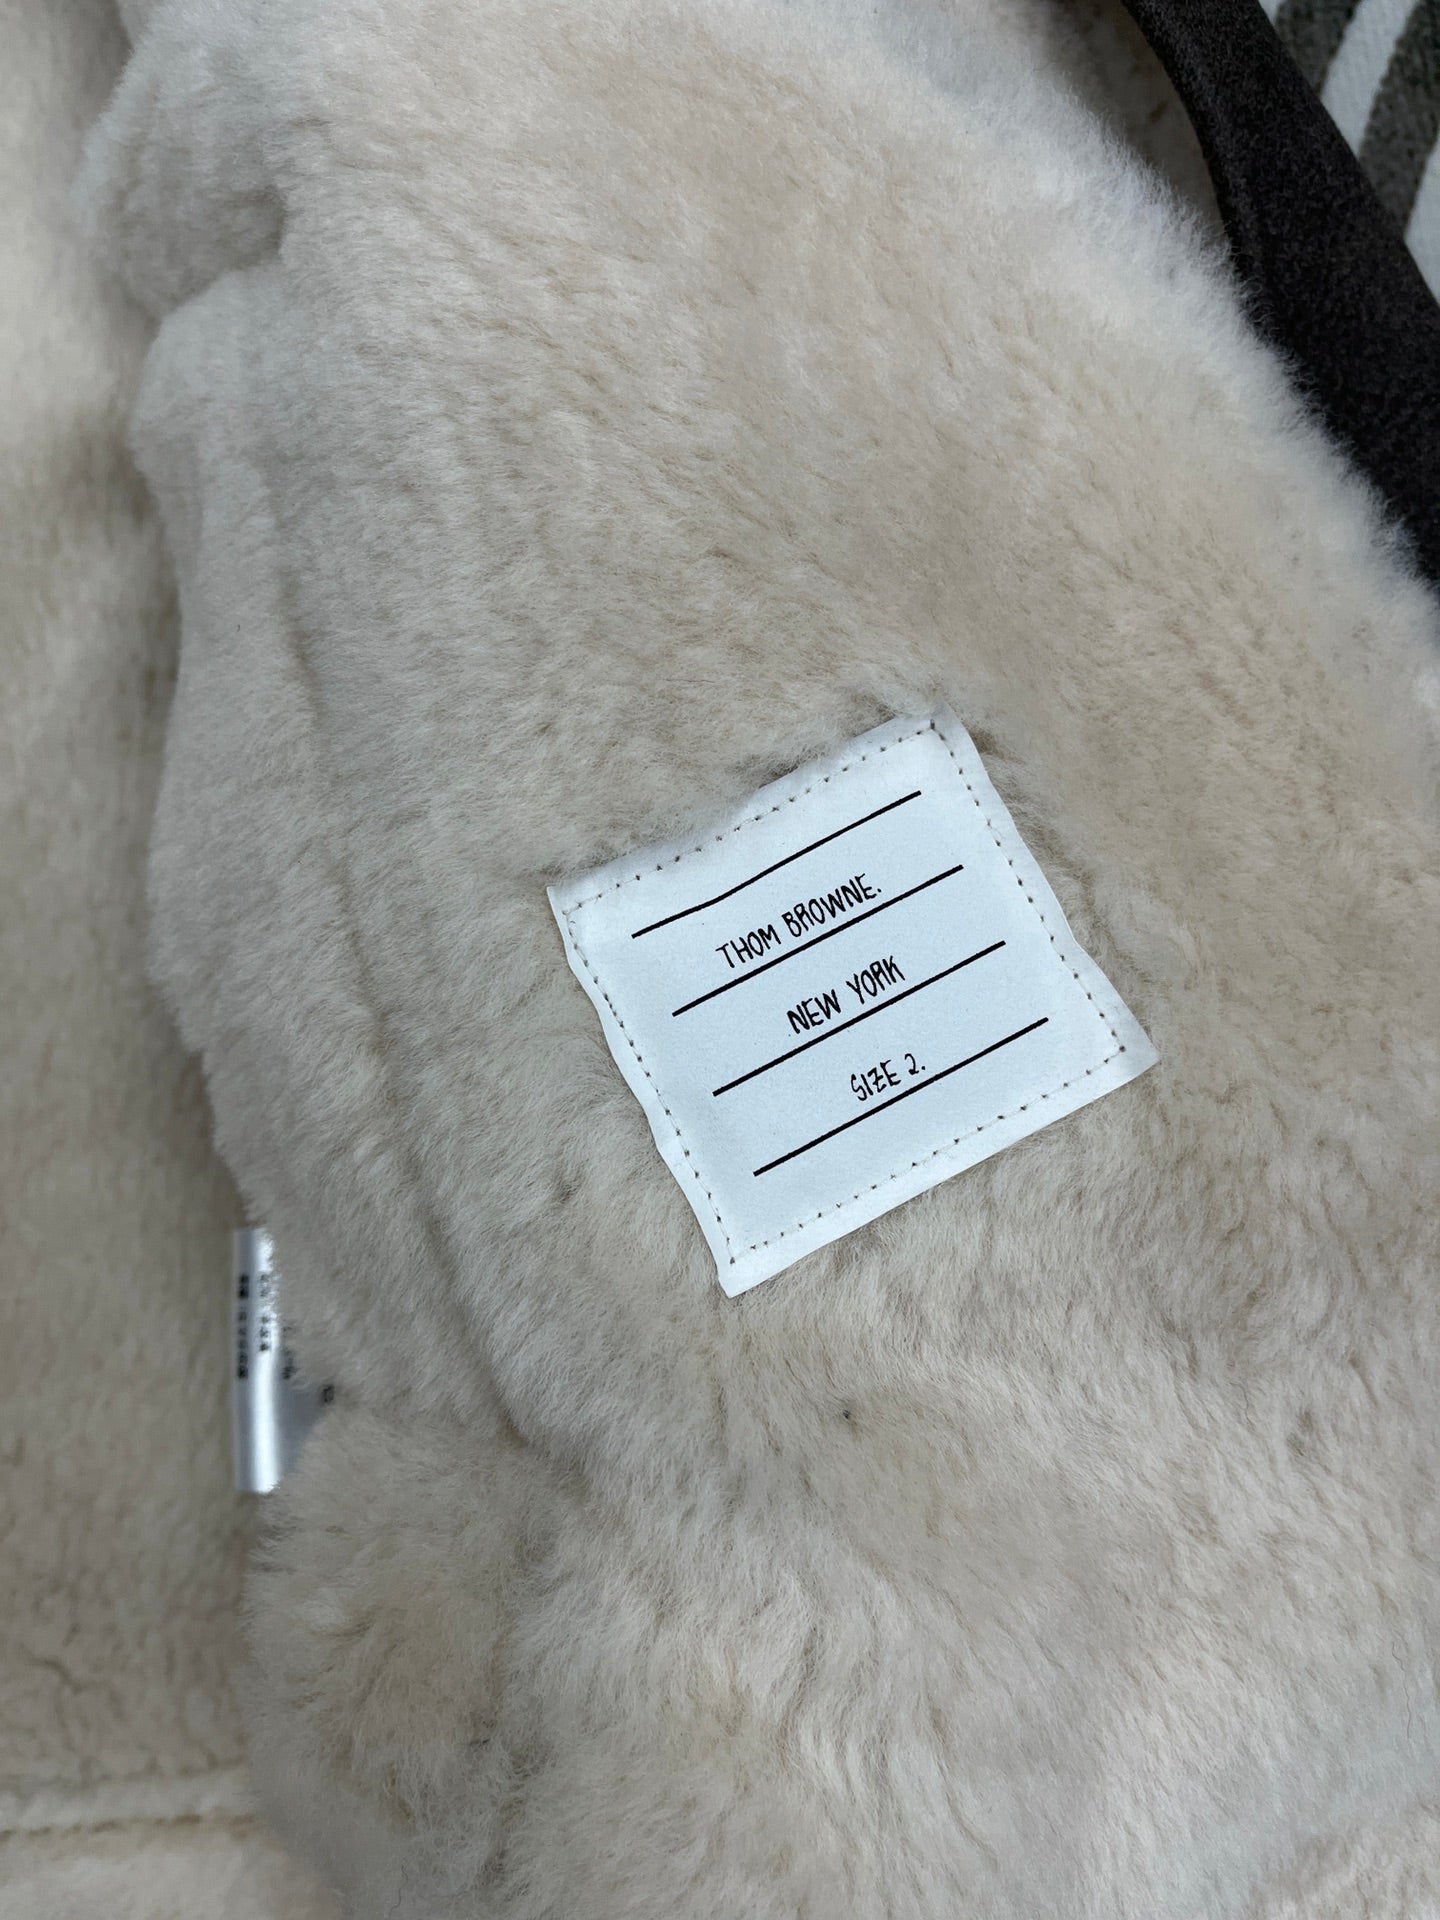 THOM BROWNE.
NEW YORK
SIZE 2.